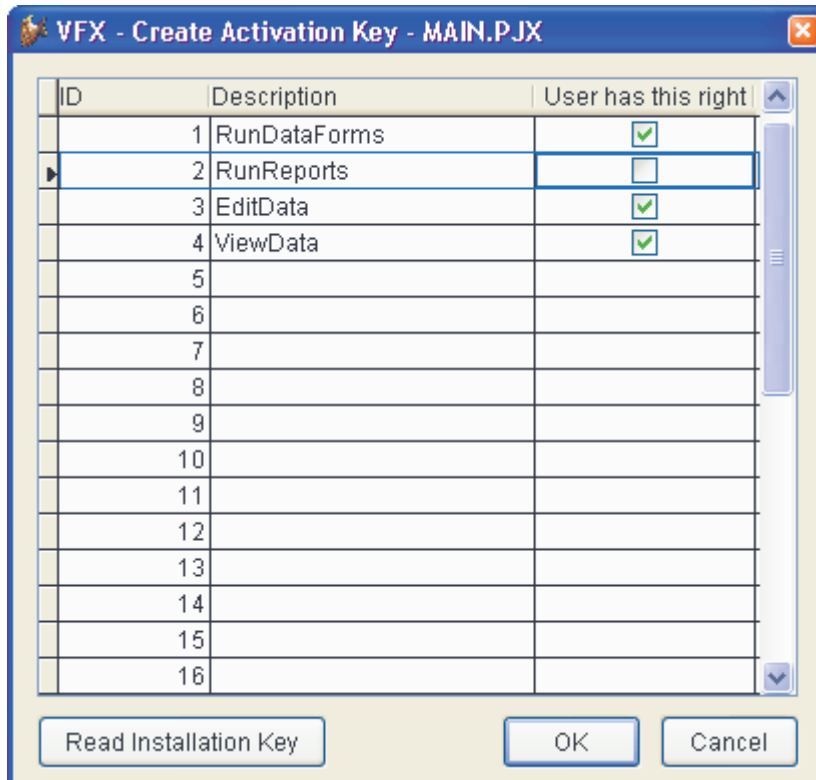 VFX - Create Activation Key - MAIN.PJX
ID Description User has this right
1 RunDataForms
2 RunReports
3 EditData
4 ViewData
5
6
7
8
9
10
11
12
13
14
15
16
Read Installation Key OK Cancel